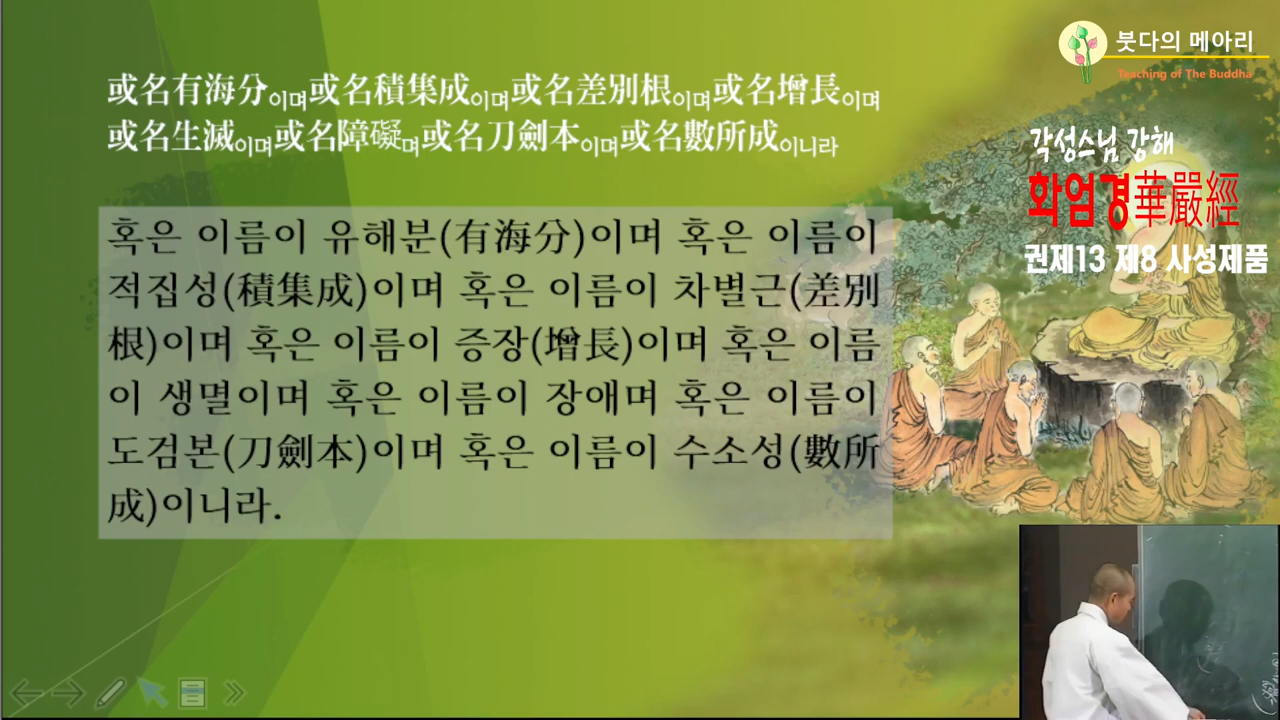 或名有海分이며或名積集成이며或名差別根이며或名增長이며
或名生滅이며或名障礙며或名刀劍本이며或名數所成이니라
혹은 이름이 유해분(有海分)이며 혹은 이름이
적집성(積集成)이며 혹은 이름이 차별근(差別
根)이며 혹은 이름이 증장(增長)이며 혹은 이름
이 생멸이며 혹은 이름이 장애며 혹은 이름이
도검본(刀劍本)이며 혹은 이름이 수소성(數所
成)이니라.
붓다의 메아리
Teaching of The Buddha
각성스님 강해
화엄경華嚴經
권제13 제8 사성제품